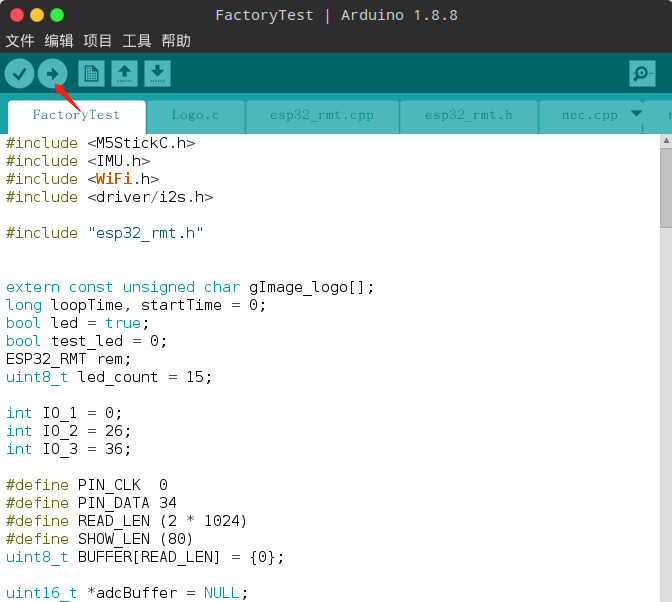 FactoryTest | Arduino 1.8.8
文件 编辑 项目 工具 帮助
FactoryTest Logo.c esp32_rmt.cpp esp32_rmt.h nec.cpp
#include <M5StickC.h>
#include <IMU.h>
#include <WiFi.h>
#include <driver/i2s.h>
#include "esp32_rmt.h"
extern const unsigned char gImage_logo[];
long loopTime, startTime = 0;
bool led = true;
bool test_led = 0;
ESP32_RMT rem;
uint8_t led_count = 15;
int IO_1 = 0;
int IO_2 = 26;
int IO_3 = 36;
#define PIN_CLK  0
#define PIN_DATA 34
#define READ_LEN (2 * 1024)
#define SHOW_LEN (80)
uint8_t BUFFER[READ_LEN] = {0};
uint16_t *adcBuffer = NULL;